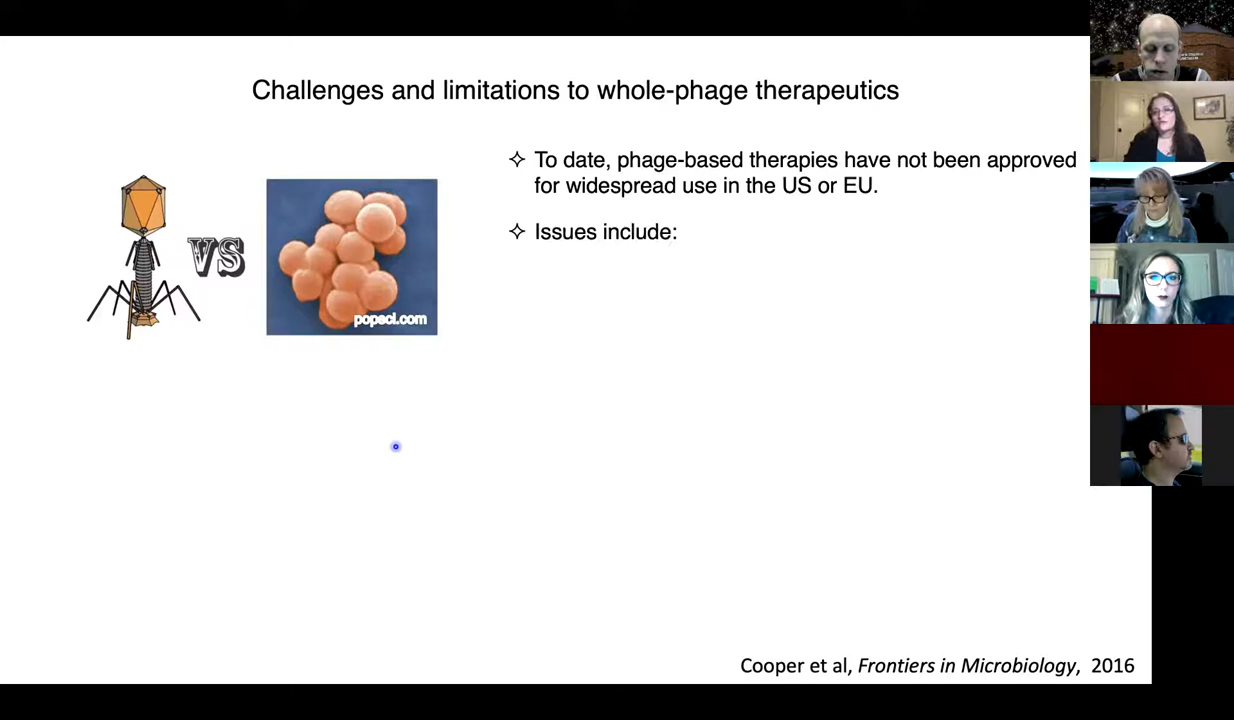 Challenges and limitations to whole-phage therapeutics
✧ To date, phage-based therapies have not been approved
for widespread use in the US or EU.
✧ Issues include:
VS
popsci.com
Cooper et al, Frontiers in Microbiology, 2016